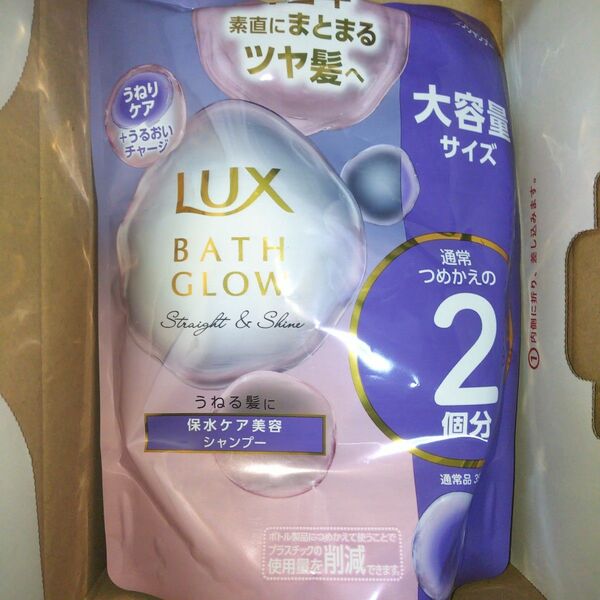 素直にまとまる
ツヤ髪へ
うねり
ケア
+うるおい
チャージ
大容量
サイズ
LUX
BATH
GLOW
Straight & Shine
通常
つめかえの
2
個分
うねる髪に
保水ケア美容
シャンプー
通常品
ボトル製品につめかえて使うことで
プラスチックの
使用量を削減できます。
①内側に折り、差し込みます。